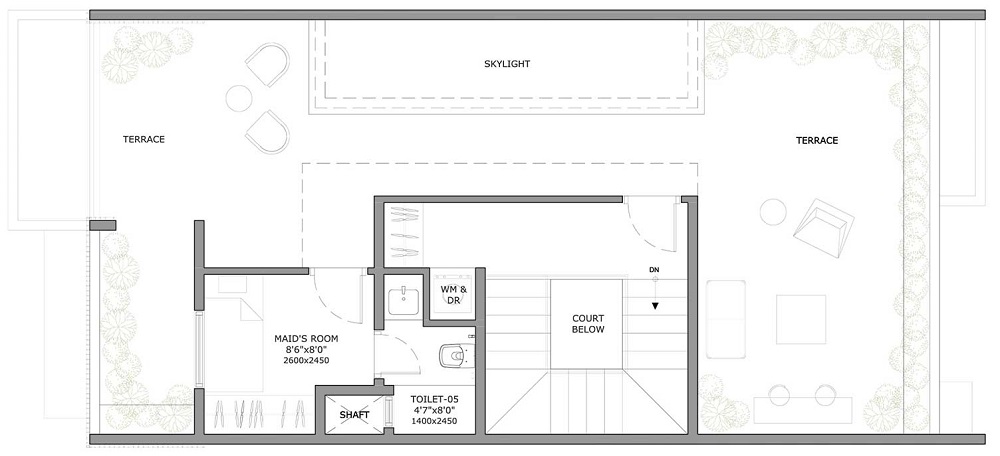 SKYLIGHT
TERRACE
TERRACE
DN
WM &
DR
COURT
BELOW
MAID'S ROOM
8'6"x8'0"
2600x2450
TOILET-05
4'7"x8'0"
1400x2450
SHAFT